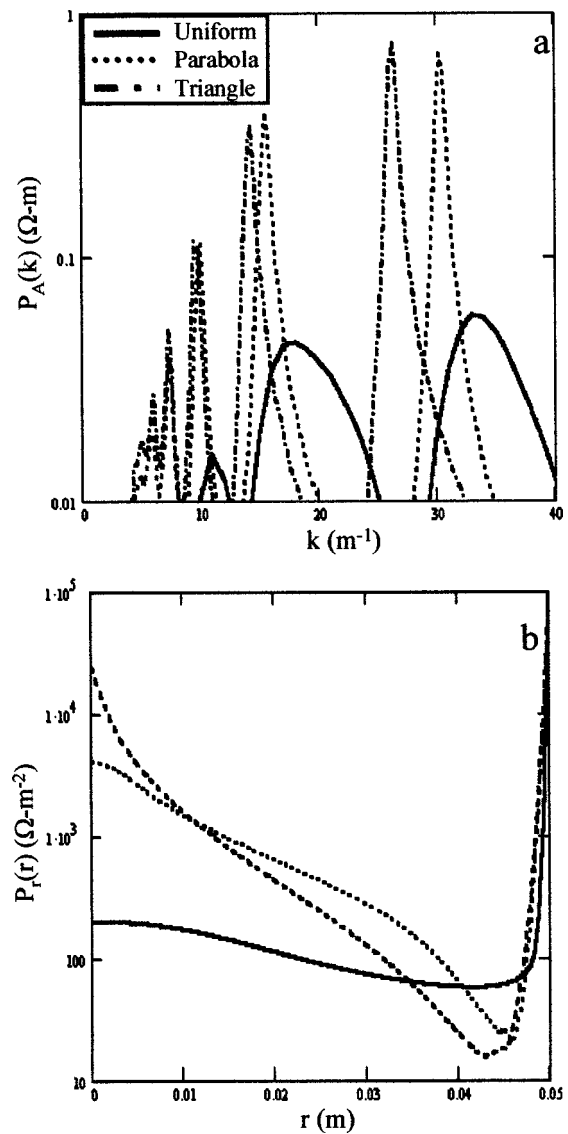 1
Uniform
Parabola
Triangle
a
P_A(k) (Ω-m)
0.1
0.01
0 10 20 30 40
k (m⁻¹)
1·10⁵
b
1·10⁴
P_r(r) (Ω-m⁻²)
1·10³
100
10
0 0.01 0.02 0.03 0.04 0.05
r (m)